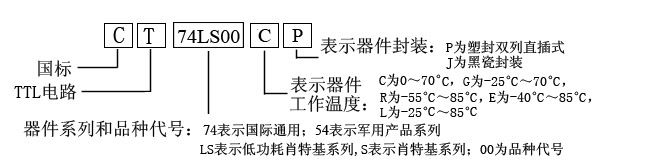 C T 74LS00 C P
表示器件封装：P为塑封双列直插式
J为黑瓷封装
国标
TTL电路
表示器件
工作温度：
C为0～70℃，G为-25℃～70℃，
R为-55℃～85℃，E为-40℃～85℃，
L为-25℃～85℃
器件系列和品种代号：74表示国际通用；54表示军用产品系列
LS表示低功耗肖特基系列,S表示肖特基系列；00为品种代号